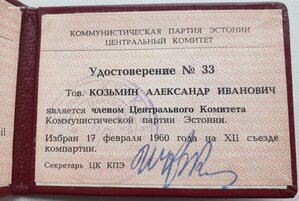 КОММУНИСТИЧЕСКАЯ ПАРТИЯ ЭСТОНИИ
ЦЕНТРАЛЬНЫЙ КОМИТЕТ
Удостоверение № 33
Тов. КОЗЬМИН АЛЕКСАНДР ИВАНОВИЧ
является членом Центрального Комитета
Коммунистической партии Эстонии.
Избран 17 февраля 1960 года на XII съезде
компартии.
Секретарь ЦК КПЭ